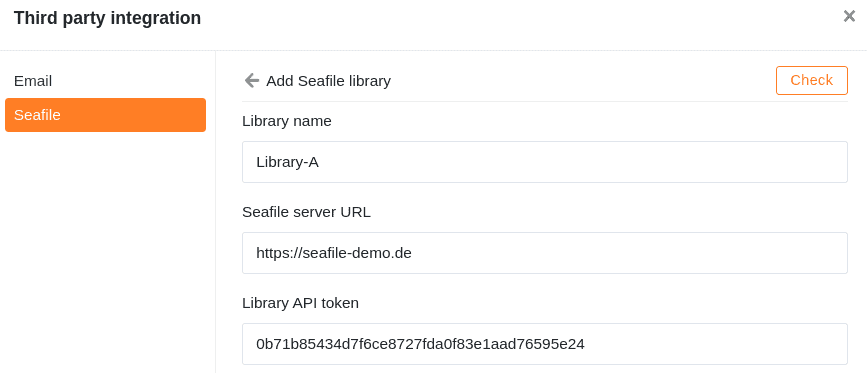 Third party integration
Email
Seafile
Add Seafile library
Check
Library name
Library-A
Seafile server URL
https://seafile-demo.de
Library API token
0b71b85434d7f6ce8727fda0f83e1aad76595e24